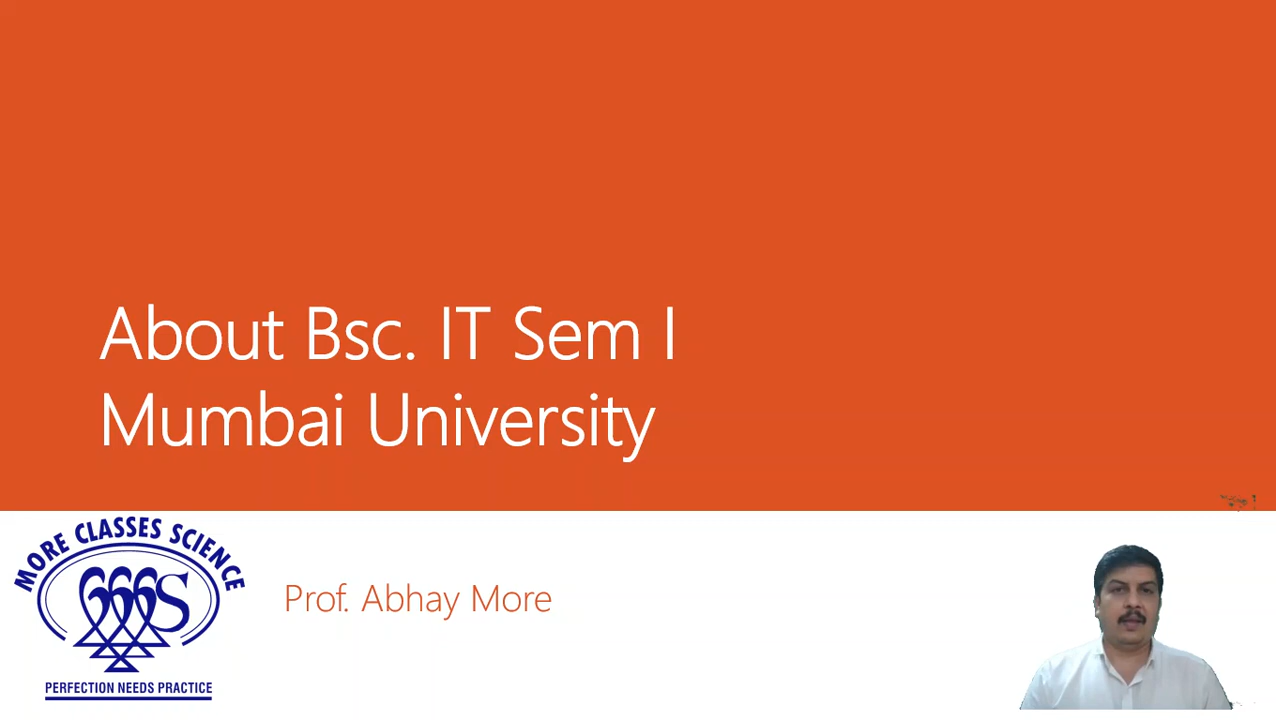 About Bsc. IT Sem I
Mumbai University
MORE CLASSES SCIENCE
PERFECTION NEEDS PRACTICE
Prof. Abhay More